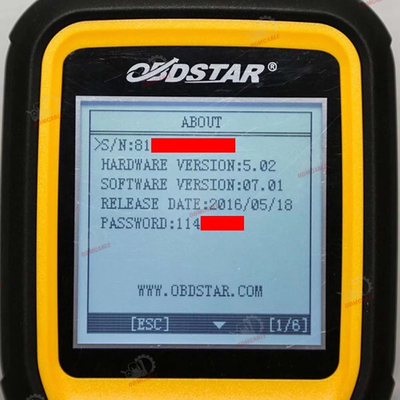 OBDSTAR®
ABOUT
>S/N:81
HARDWARE VERSION:5.02
SOFTWARE VERSION:07.01
RELEASE DATE:2016/05/18
PASSWORD:114
WWW.OBDSTAR.COM
[ESC] [1/6]